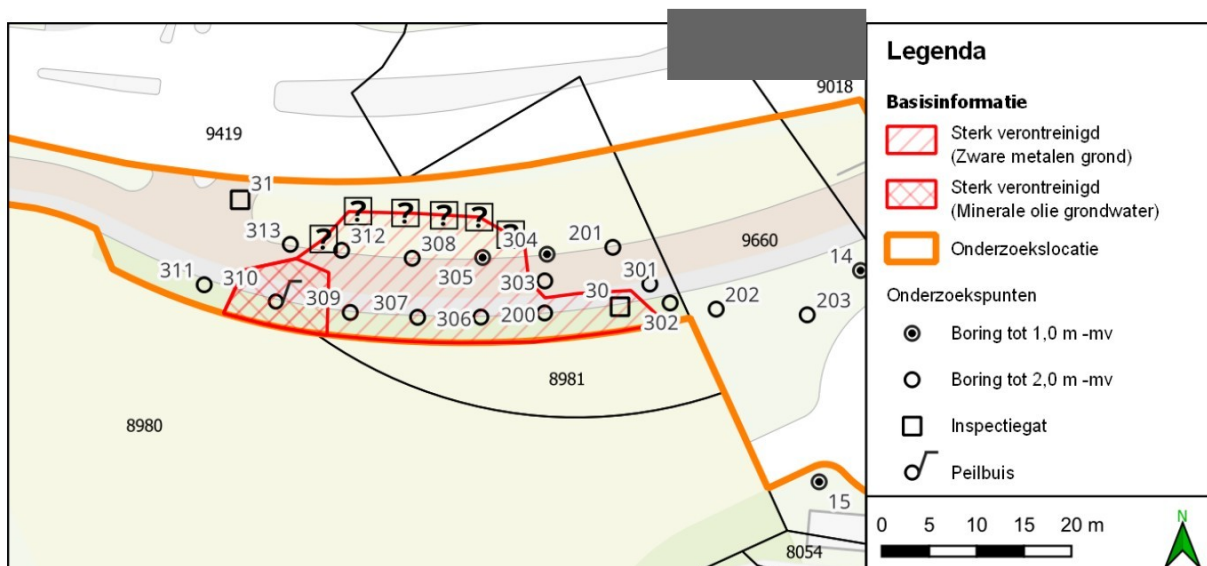 9018
9419
31
313
312
308
304
201
9660
14
311
310
309
307
305
303
30
301
306
200
302
202
203
8981
8980
15
8054
?
?
?
?
?
?
Legenda
Basisinformatie
Sterk verontreinigd
(Zware metalen grond)
Sterk verontreinigd
(Minerale olie grondwater)
Onderzoekslocatie
Onderzoekspunten
Boring tot 1,0 m -mv
Boring tot 2,0 m -mv
Inspectiegat
Peilbuis
0 5 10 15 20 m
N